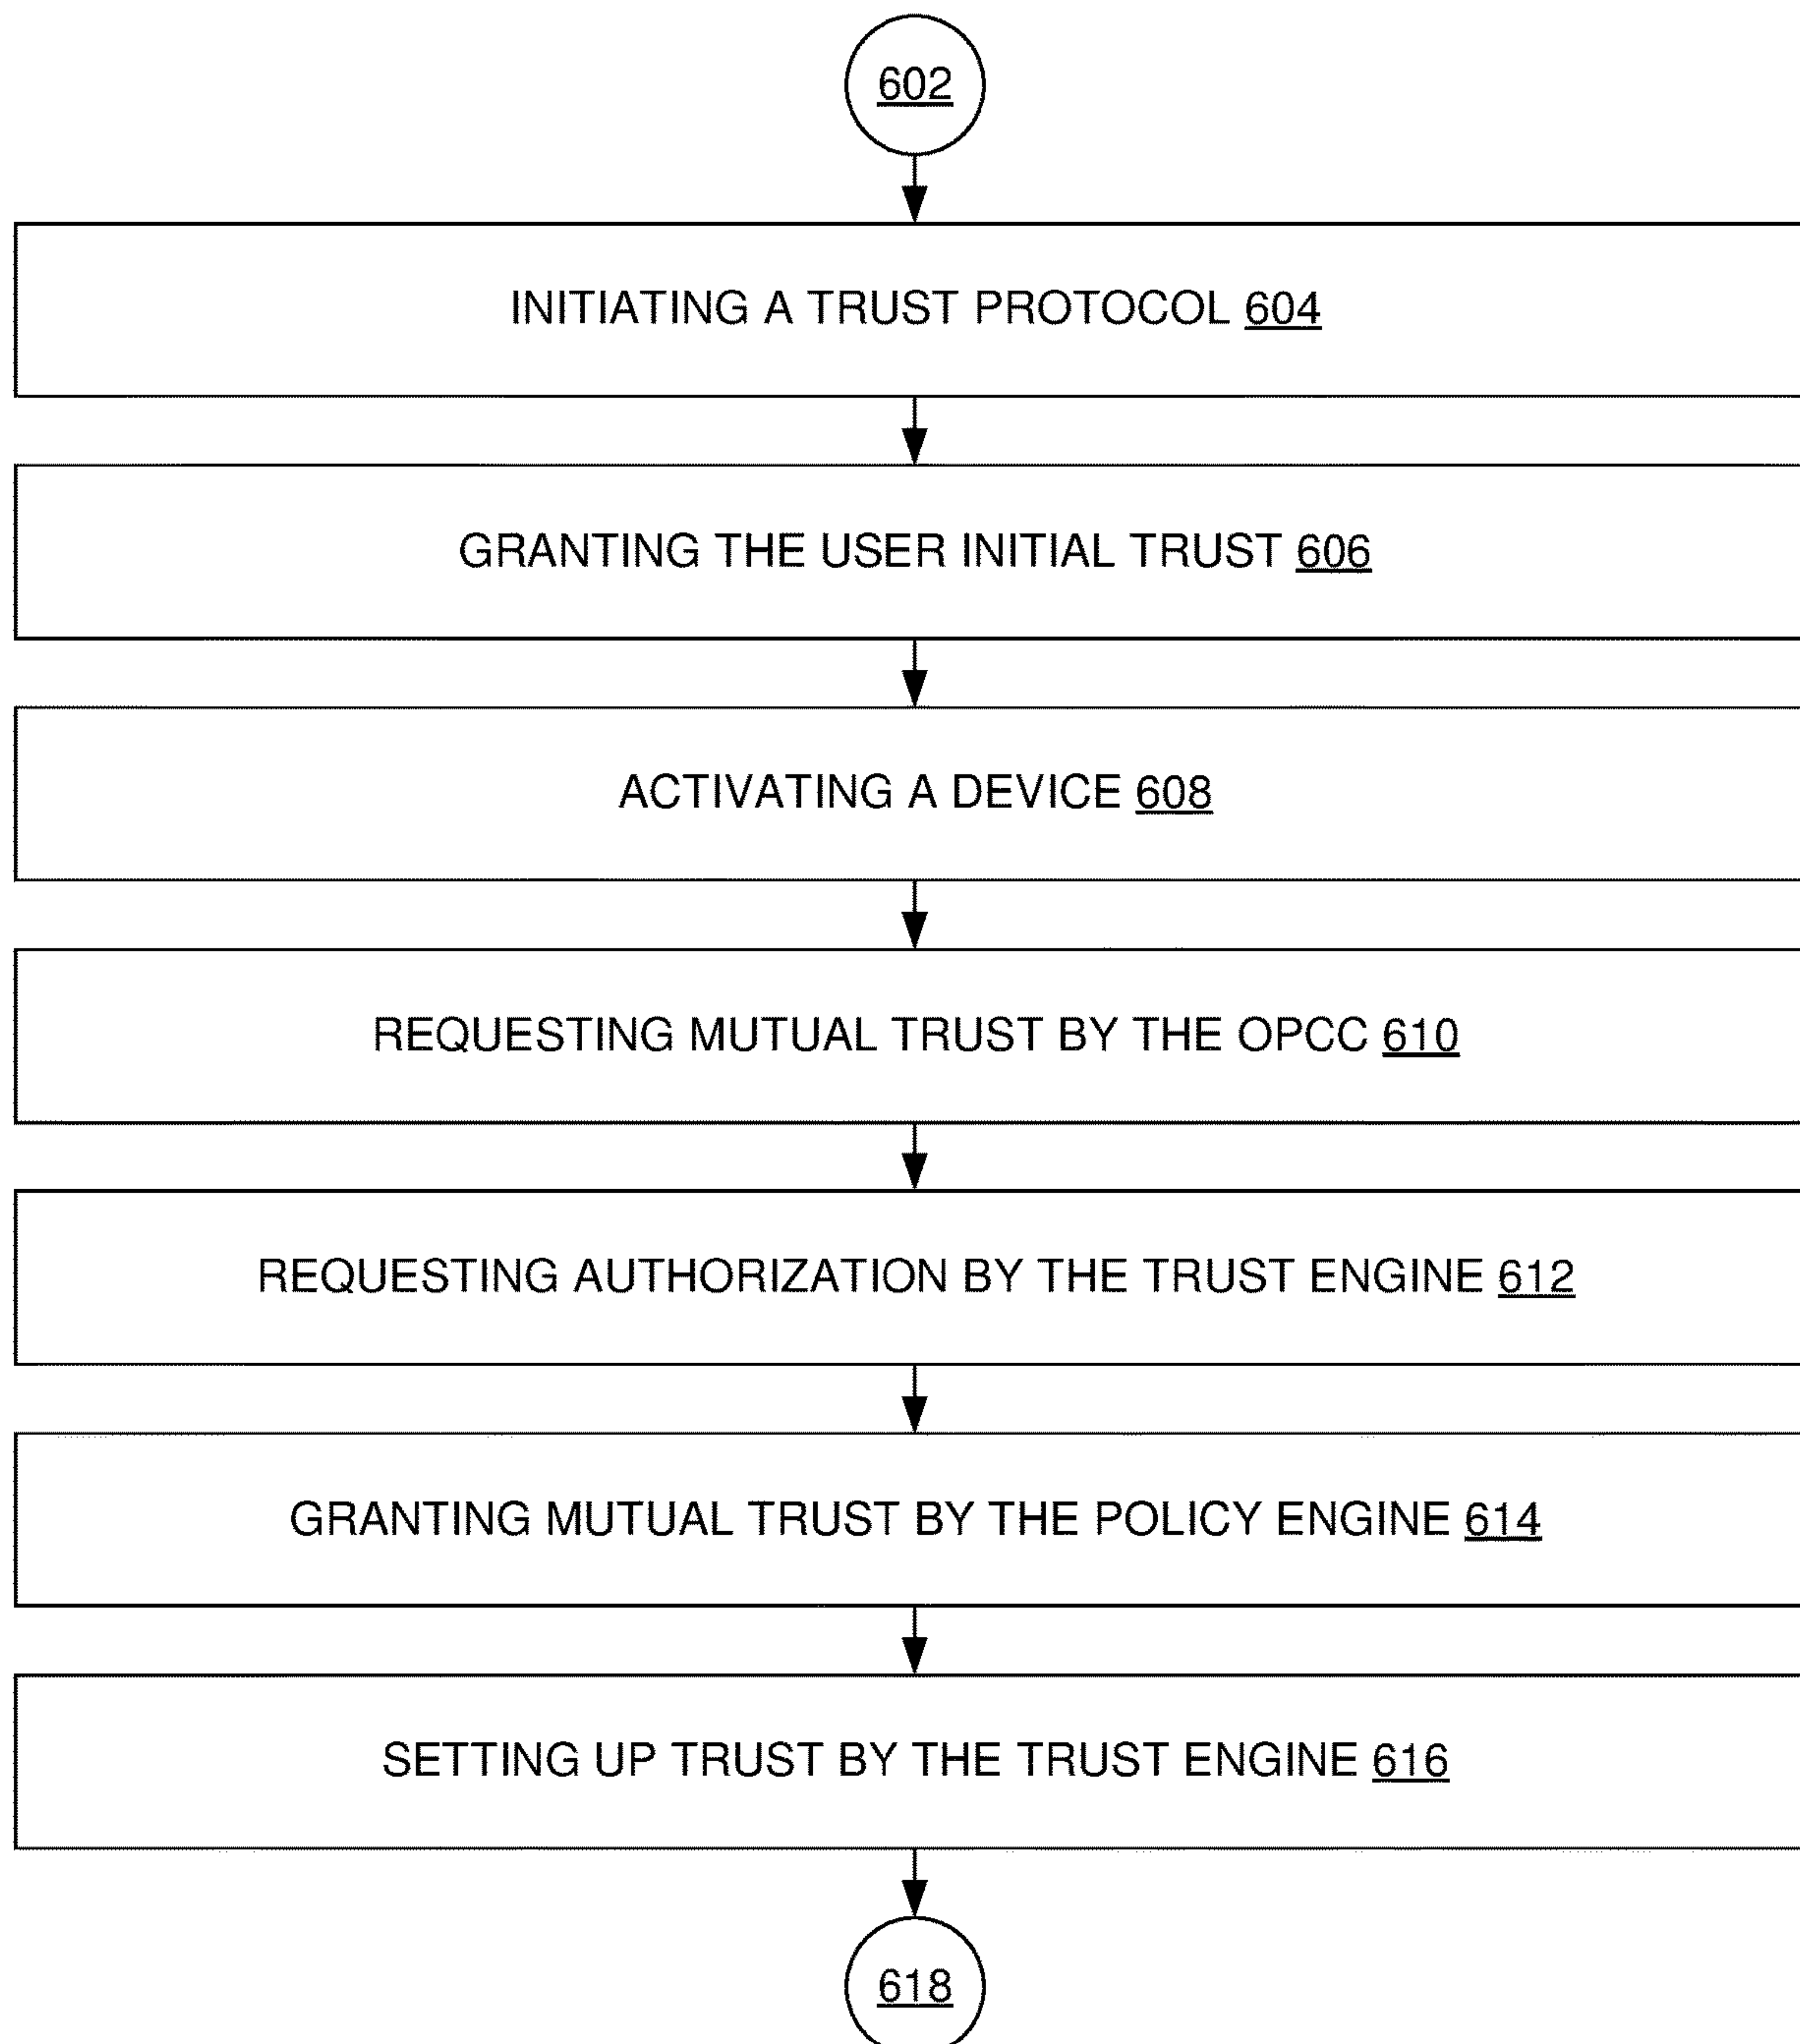 602
INITIATING A TRUST PROTOCOL 604
GRANTING THE USER INITIAL TRUST 606
ACTIVATING A DEVICE 608
REQUESTING MUTUAL TRUST BY THE OPCC 610
REQUESTING AUTHORIZATION BY THE TRUST ENGINE 612
GRANTING MUTUAL TRUST BY THE POLICY ENGINE 614
SETTING UP TRUST BY THE TRUST ENGINE 616
618